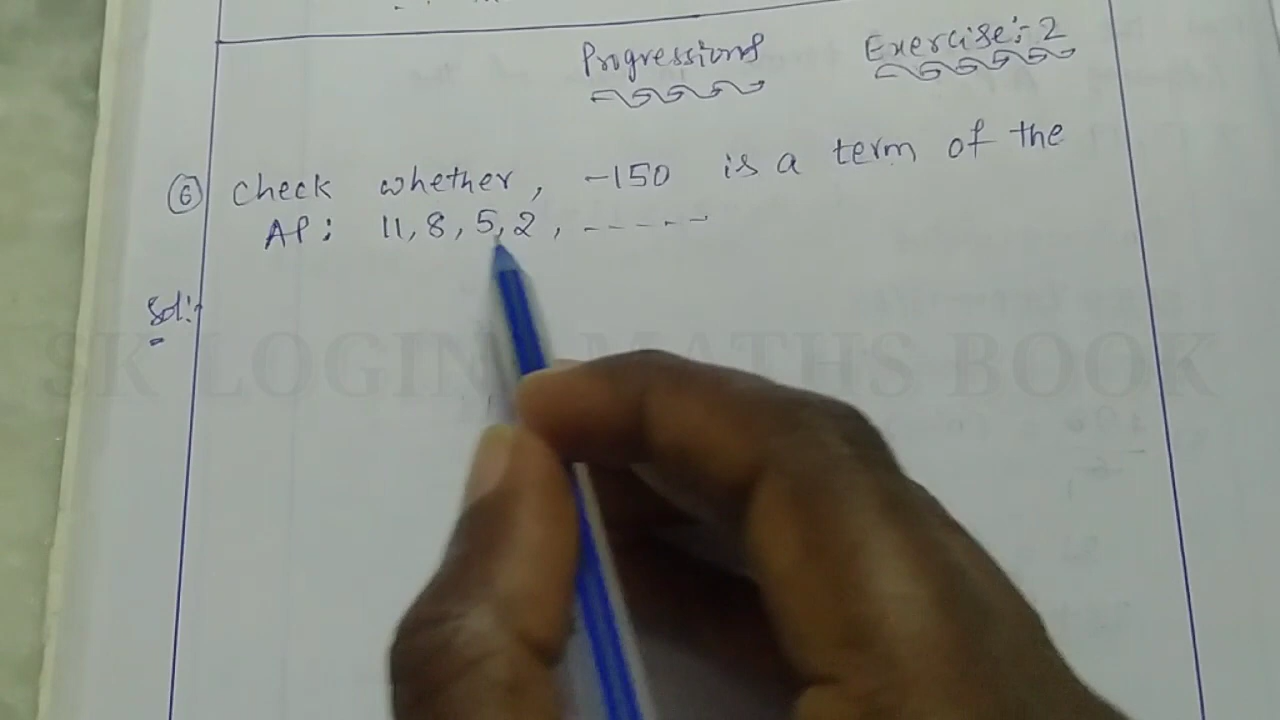 Progressions Exercise:- 2
6 Check whether, -150 is a term of the
AP: 11, 8, 5, 2, ------
Sol:-
SK LOGIN MATHS BOOK